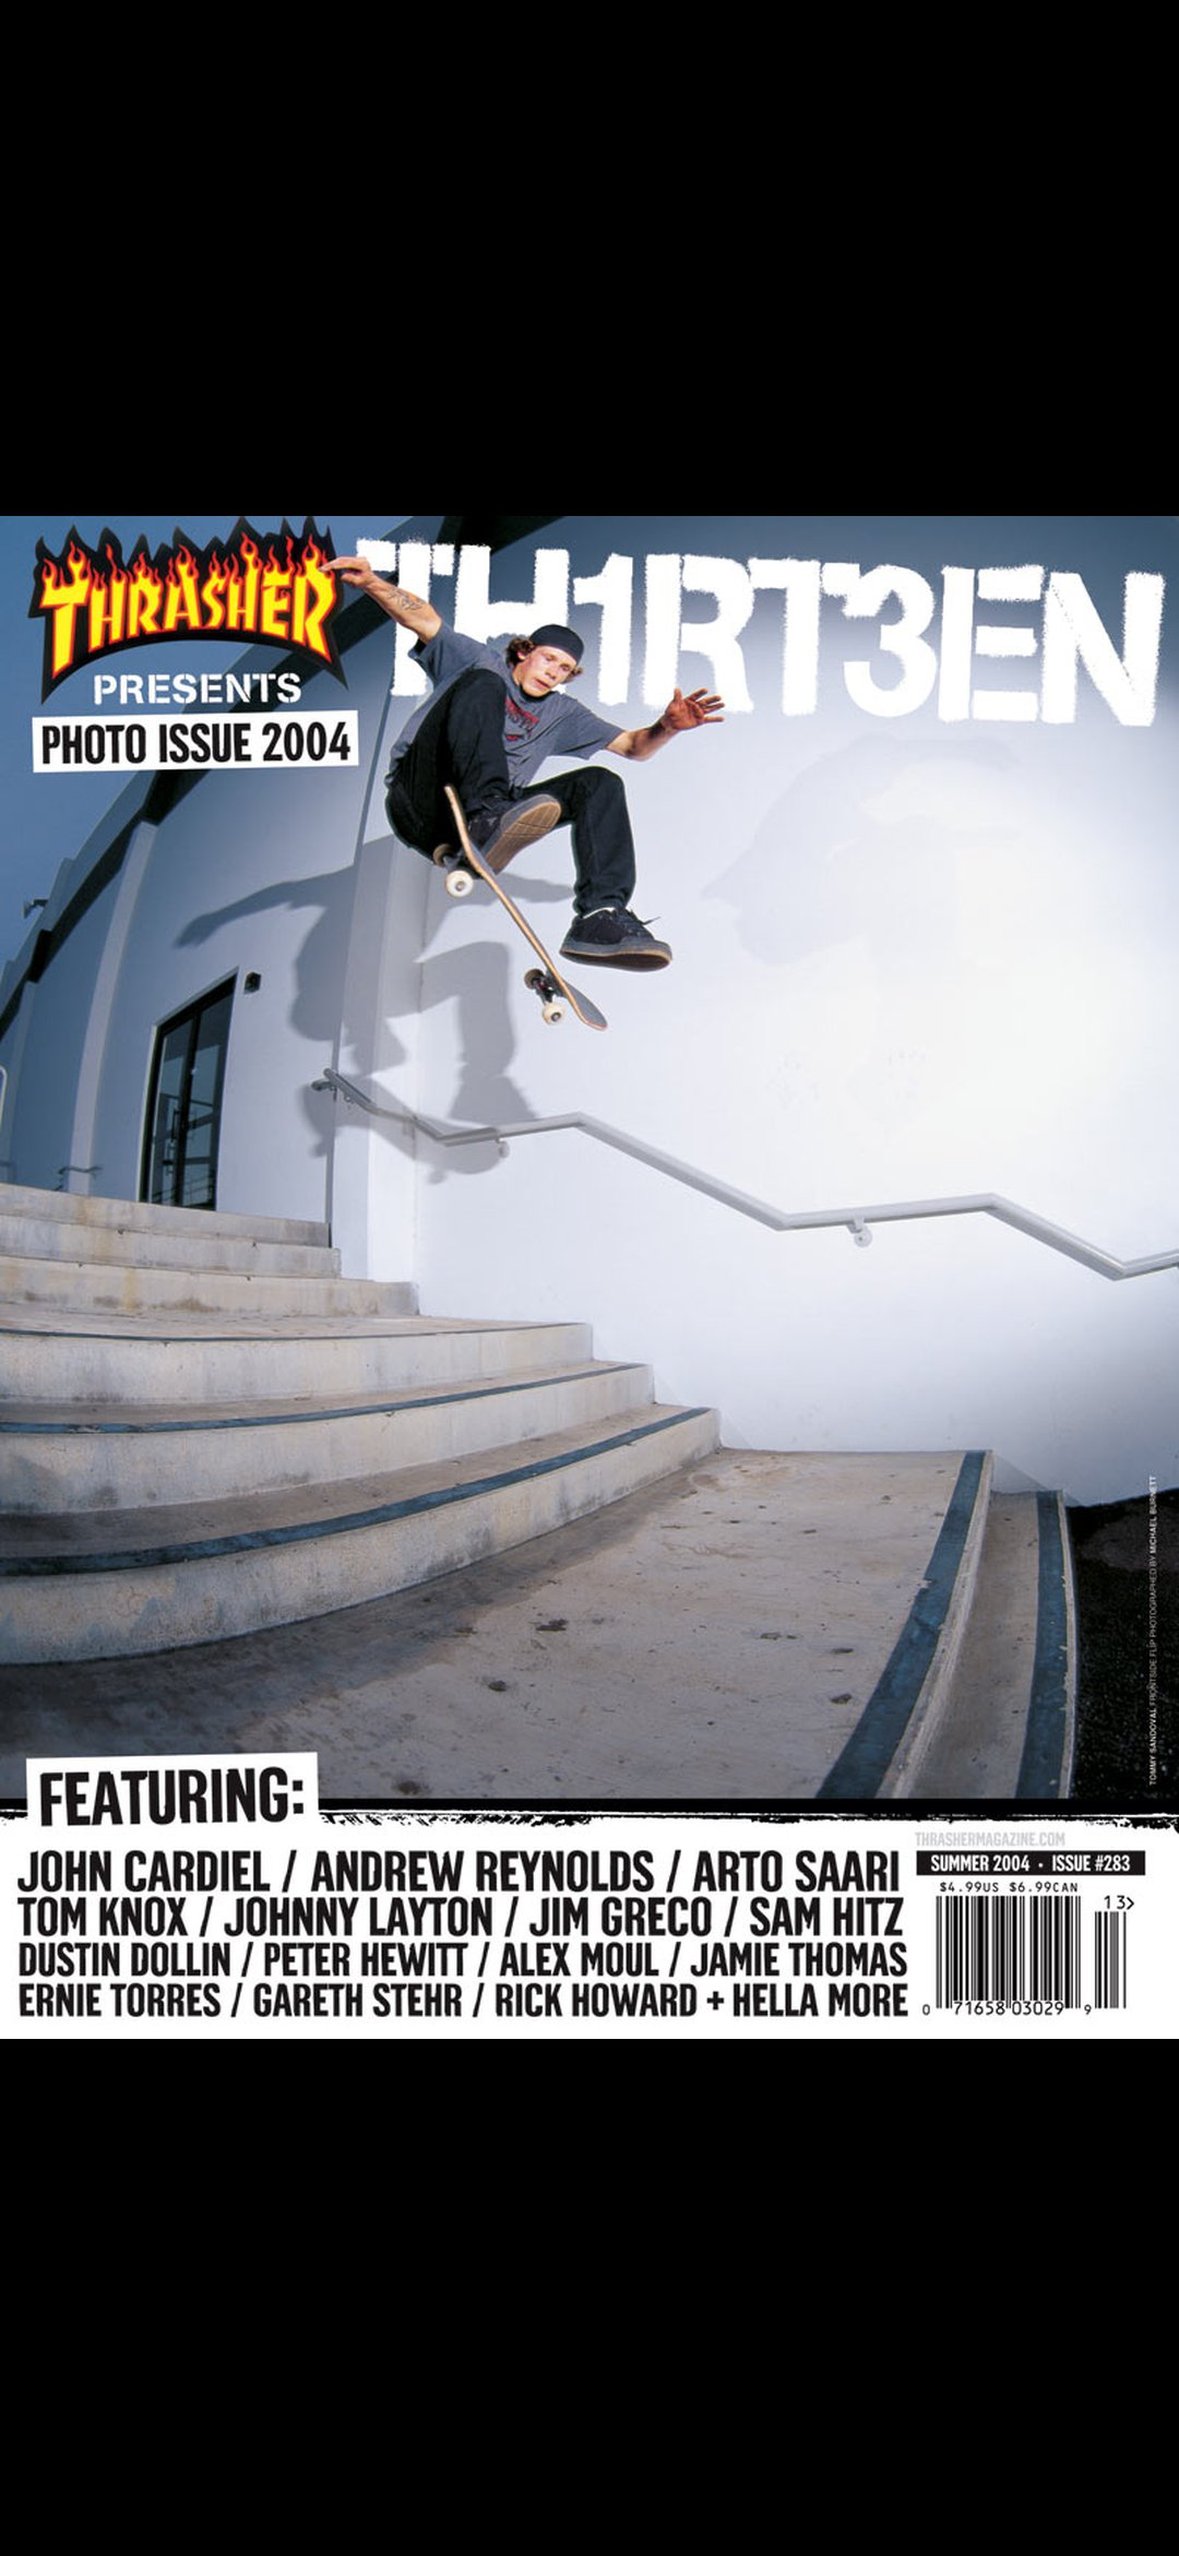 THRASHER
PRESENTS
PHOTO ISSUE 2004
TH1RT3EN
TOMMY SANDOVAL FRONTSIDE FLIP PHOTOGRAPHED BY MICHAEL BURNETT
FEATURING:
JOHN CARDIEL / ANDREW REYNOLDS / ARTO SAARI
TOM KNOX / JOHNNY LAYTON / JIM GRECO / SAM HITZ
DUSTIN DOLLIN / PETER HEWITT / ALEX MOUL / JAMIE THOMAS
ERNIE TORRES / GARETH STEHR / RICK HOWARD + HELLA MORE
THRASHERMAGAZINE.COM
SUMMER 2004 • ISSUE #283
$4.99US $6.99CAN
13>
0 71658 03029 9